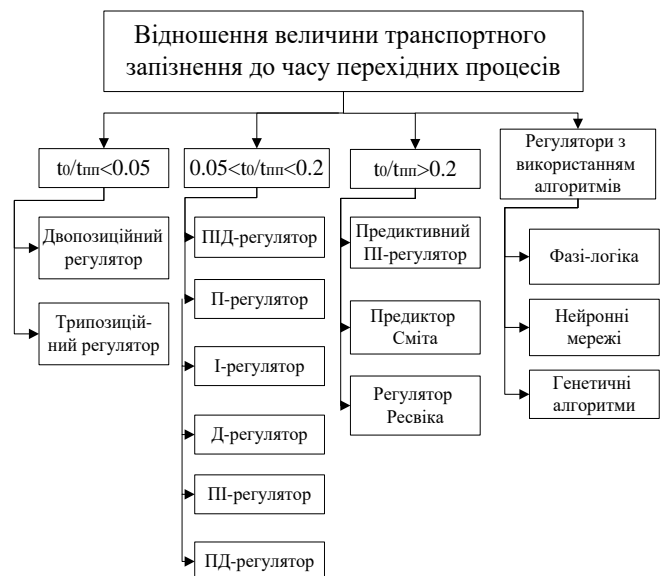 Відношення величини транспортного
запізнення до часу перехідних процесів
t0/tпп<0.05
0.05<t0/tпп<0.2
t0/tпп>0.2
Регулятори з
використанням
алгоритмів
Двопозиційний
регулятор
Трипозицій-
ний регулятор
ПІД-регулятор
П-регулятор
І-регулятор
Д-регулятор
ПІ-регулятор
ПД-регулятор
Предиктивний
ПІ-регулятор
Предиктор
Сміта
Регулятор
Ресвіка
Фазі-логіка
Нейронні
мережі
Генетичні
алгоритми